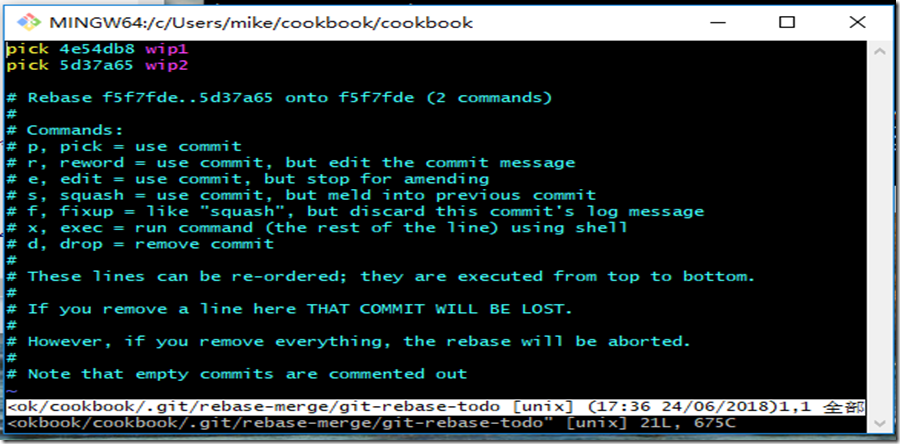 MINGW64:/c/Users/mike/cookbook/cookbook
pick 4e54db8 wip1
pick 5d37a65 wip2
# Rebase f5f7fde..5d37a65 onto f5f7fde (2 commands)
#
# Commands:
# p, pick = use commit
# r, reword = use commit, but edit the commit message
# e, edit = use commit, but stop for amending
# s, squash = use commit, but meld into previous commit
# f, fixup = like "squash", but discard this commit's log message
# x, exec = run command (the rest of the line) using shell
# d, drop = remove commit
#
# These lines can be re-ordered; they are executed from top to bottom.
#
# If you remove a line here THAT COMMIT WILL BE LOST.
#
# However, if you remove everything, the rebase will be aborted.
#
# Note that empty commits are commented out
~
<ok/cookbook/.git/rebase-merge/git-rebase-todo [unix] (17:36 24/06/2018)1,1 全部
<okbook/cookbook/.git/rebase-merge/git-rebase-todo" [unix] 21L, 675C